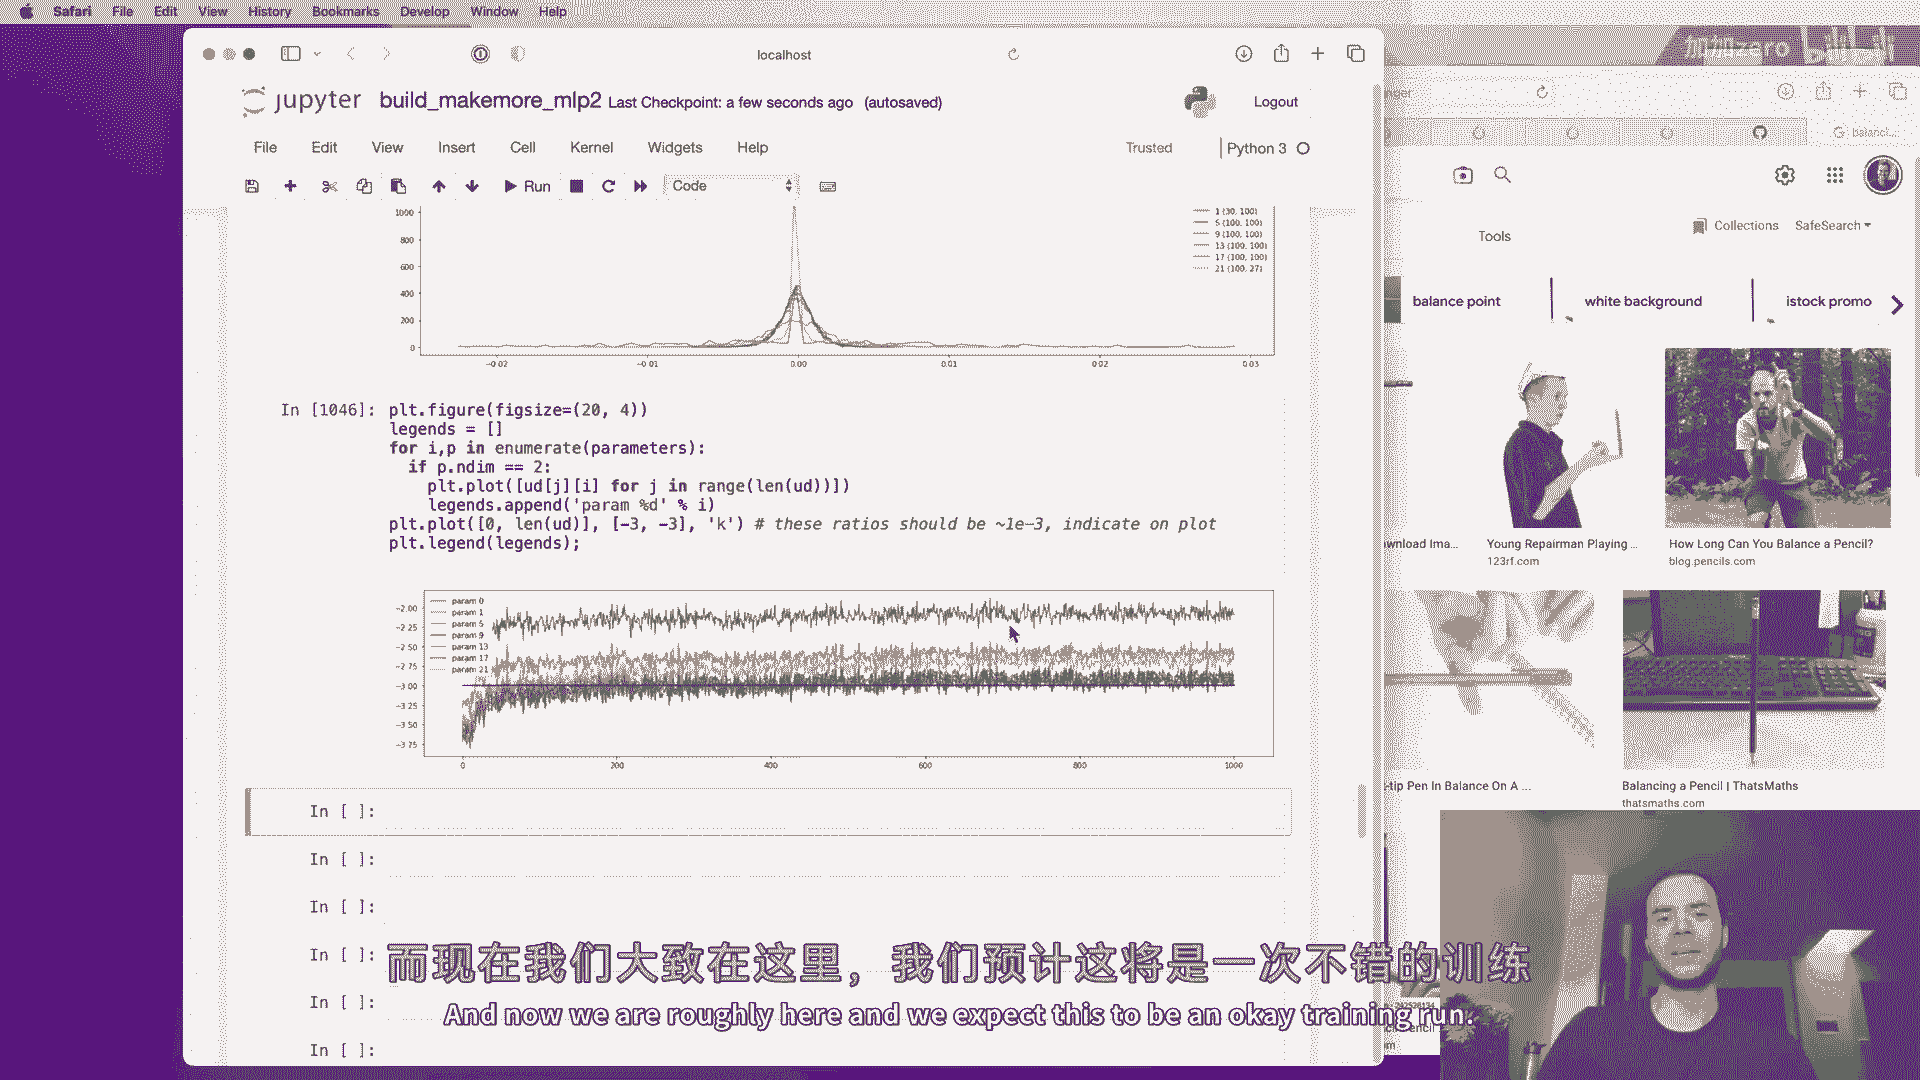 Safari File Edit View History Bookmarks Develop Window Help
加加zero bilibili
localhost
jupyter build_makemore_mlp2 Last Checkpoint: a few seconds ago (autosaved)
Logout
File Edit View Insert Cell Kernel Widgets Help
Trusted Python 3
Run Code
1000
800
600
400
200
0
−0.02 −0.01 0.00 0.01 0.02 0.03
1 (30, 100)
5 (100, 100)
9 (100, 100)
13 (100, 100)
17 (100, 100)
21 (100, 27)
In [1046]: plt.figure(figsize=(20, 4))
legends = []
for i,p in enumerate(parameters):
if p.ndim == 2:
plt.plot([ud[j][i] for j in range(len(ud))])
legends.append('param %d' % i)
plt.plot([0, len(ud)], [-3, -3], 'k') # these ratios should be ~1e-3, indicate on plot
plt.legend(legends);
−2.00
−2.25
−2.50
−2.75
−3.00
−3.25
−3.50
−3.75
param 0
param 1
param 5
param 9
param 13
param 17
param 21
0 200 400 600 800 1000
In [ ]:
In [ ]:
In [ ]:
In [ ]:
In [ ]:
In [ ]:
balanci...
Collections SafeSearch
Tools
balance point white background istock promo
wnload Ima...
Young Repairman Playing ...
123rf.com
How Long Can You Balance a Pencil?
blog.pencils.com
-tip Pen In Balance On A ...
Balancing a Pencil | ThatsMaths
thatsmaths.com
而现在我们大致在这里，我们预计这将是一次不错的训练
And now we are roughly here and we expect this to be an okay training run.